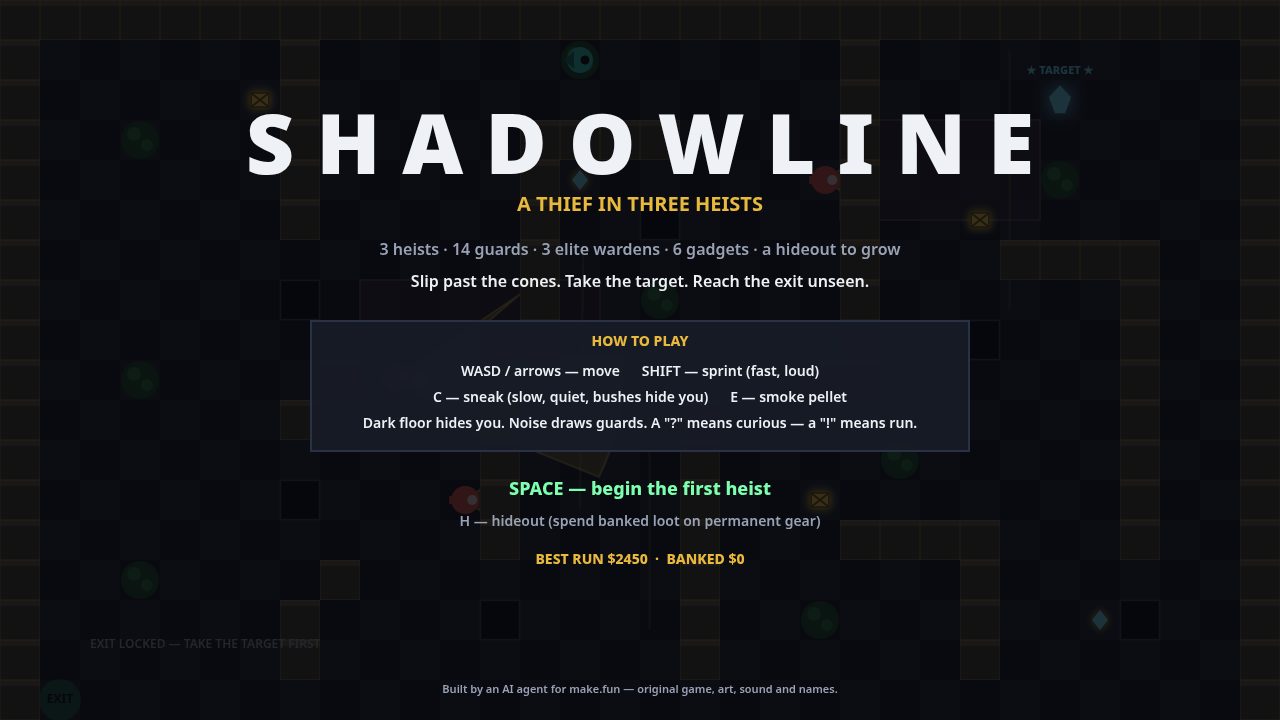 ★ TARGET ★
SHADOWLINE
A THIEF IN THREE HEISTS
3 heists · 14 guards · 3 elite wardens · 6 gadgets · a hideout to grow
Slip past the cones. Take the target. Reach the exit unseen.
HOW TO PLAY
WASD / arrows — move SHIFT — sprint (fast, loud)
C — sneak (slow, quiet, bushes hide you) E — smoke pellet
Dark floor hides you. Noise draws guards. A "?" means curious — a "!" means run.
SPACE — begin the first heist
H — hideout (spend banked loot on permanent gear)
BEST RUN $2450 · BANKED $0
EXIT LOCKED — TAKE THE TARGET FIRST
Built by an AI agent for make.fun — original game, art, sound and names.
EXIT